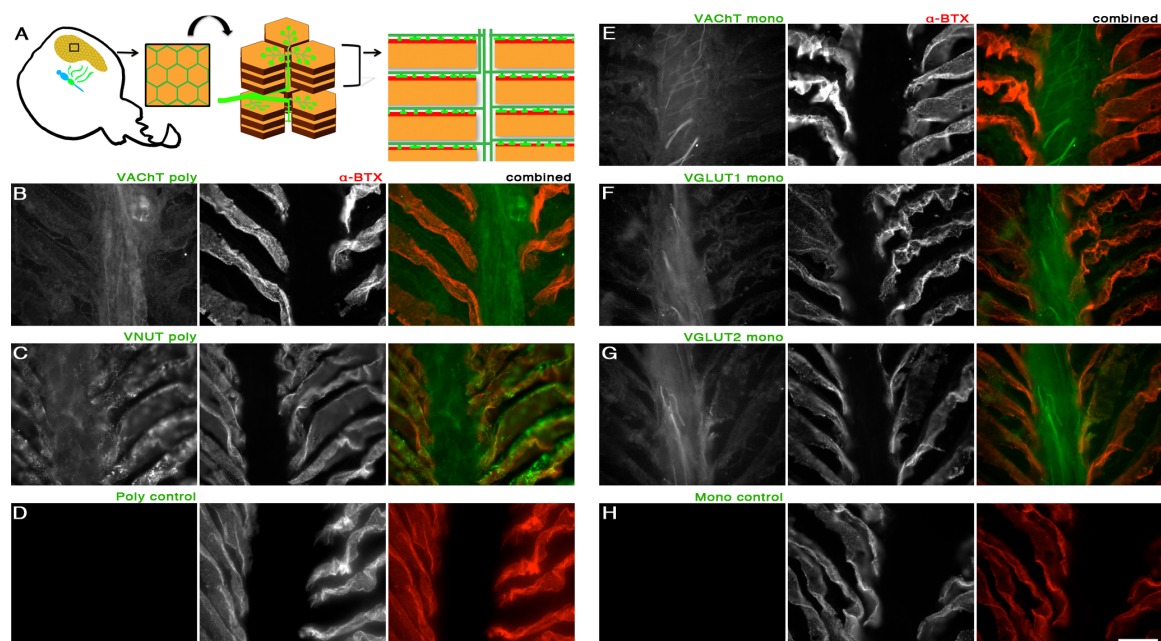 A
VAChT poly α-BTX combined
B
VNUT poly
C
Poly control
D
VAChT mono α-BTX combined
E
VGLUT1 mono
F
VGLUT2 mono
G
Mono control
H